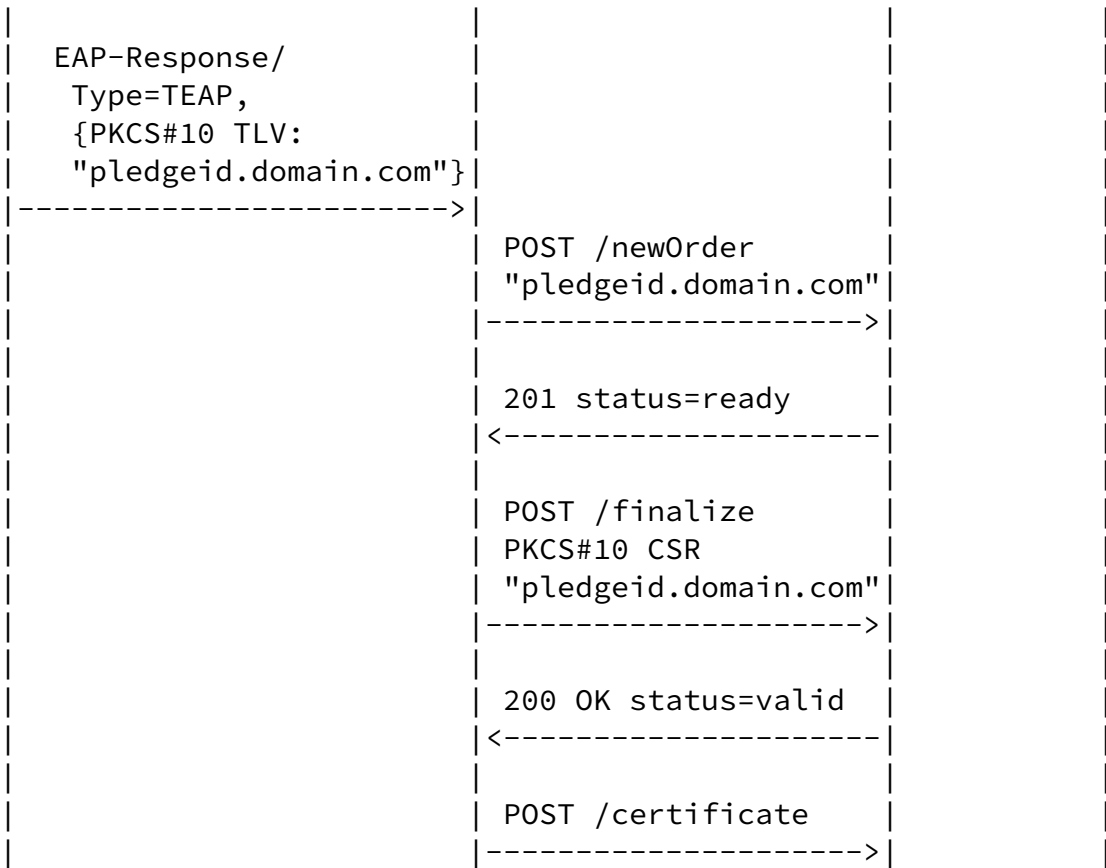 EAP-Response/
Type=TEAP,
{PKCS#10 TLV:
"pledgeid.domain.com"}
POST /newOrder
"pledgeid.domain.com"
201 status=ready
POST /finalize
PKCS#10 CSR
"pledgeid.domain.com"
200 OK status=valid
POST /certificate